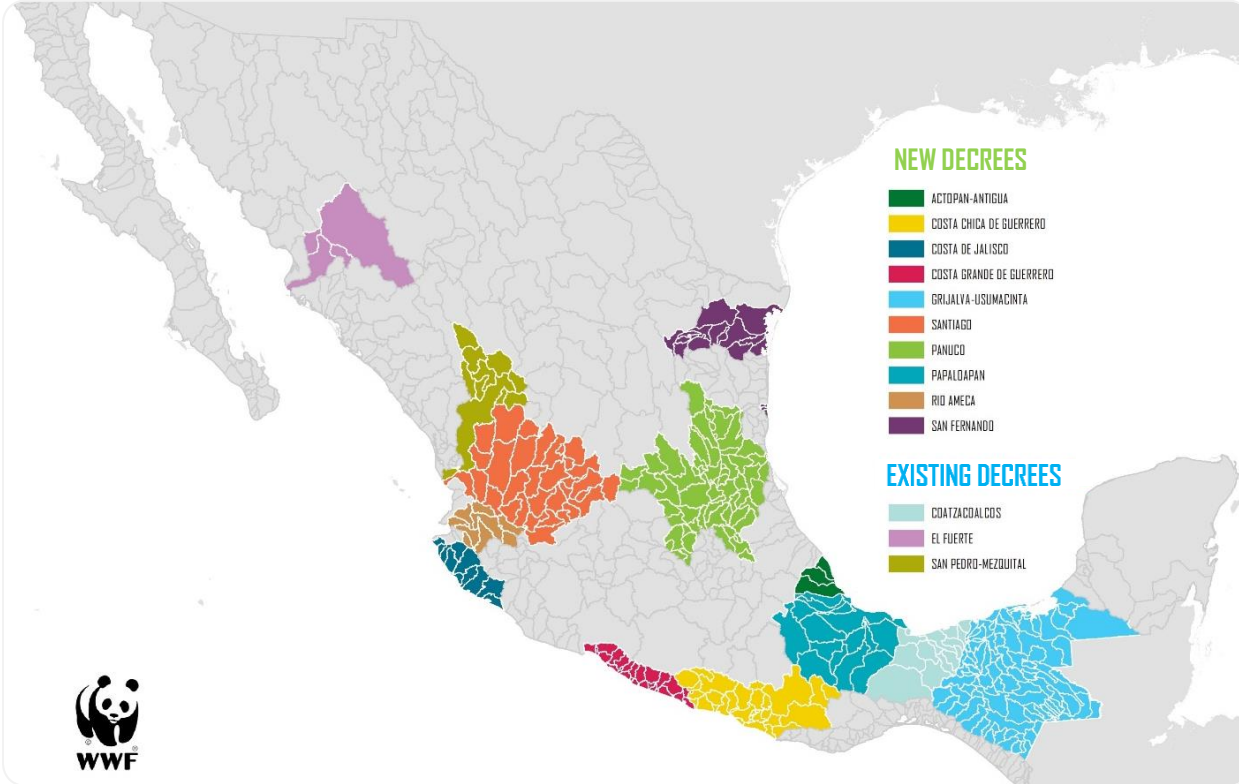 NEW DECREES
ACTOPAN-ANTIGUA
COSTA CHICA DE GUERRERO
COSTA DE JALISCO
COSTA GRANDE DE GUERRERO
GRIJALVA-USUMACINTA
SANTIAGO
PANUCO
PAPALOAPAN
RIO AMECA
SAN FERNANDO
EXISTING DECREES
COATZACOALCOS
EL FUERTE
SAN PEDRO-MEZQUITAL
©
®
WWF